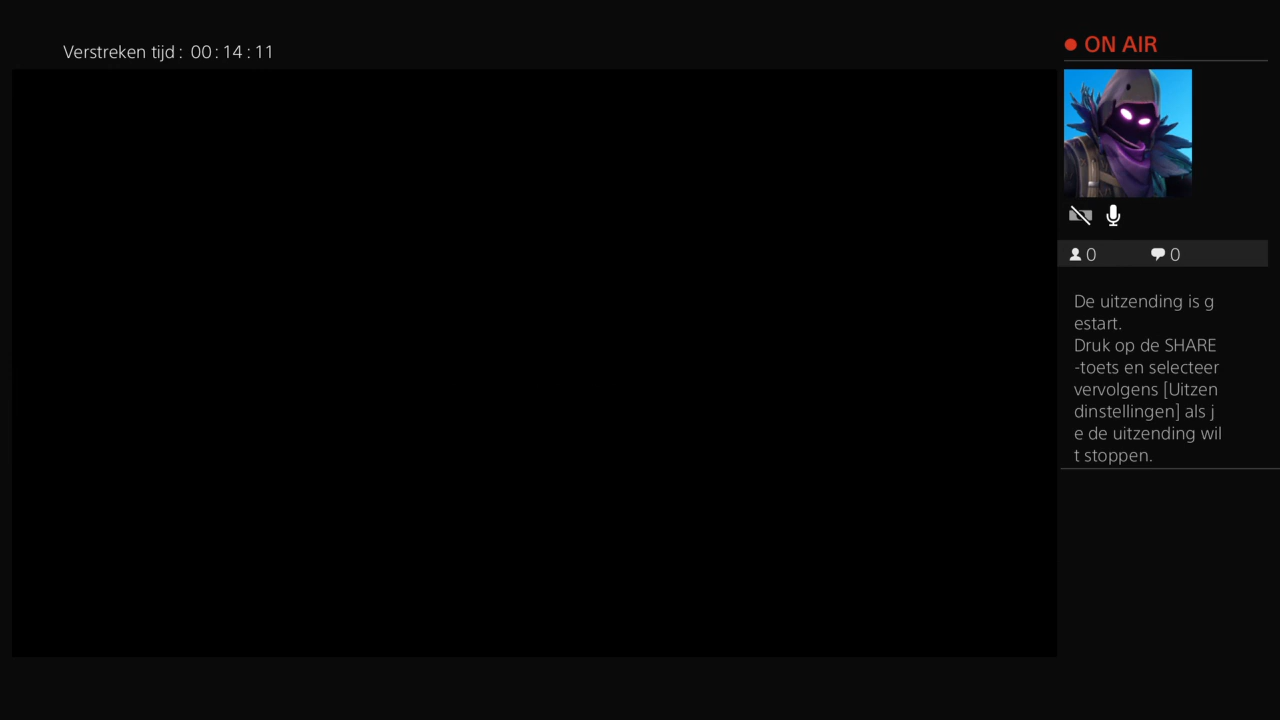 Verstreken tijd : 00 : 14 : 11
ON AIR
0
0
De uitzending is g
estart.
Druk op de SHARE
-toets en selecteer
vervolgens [Uitzen
dinstellingen] als j
e de uitzending wil
t stoppen.